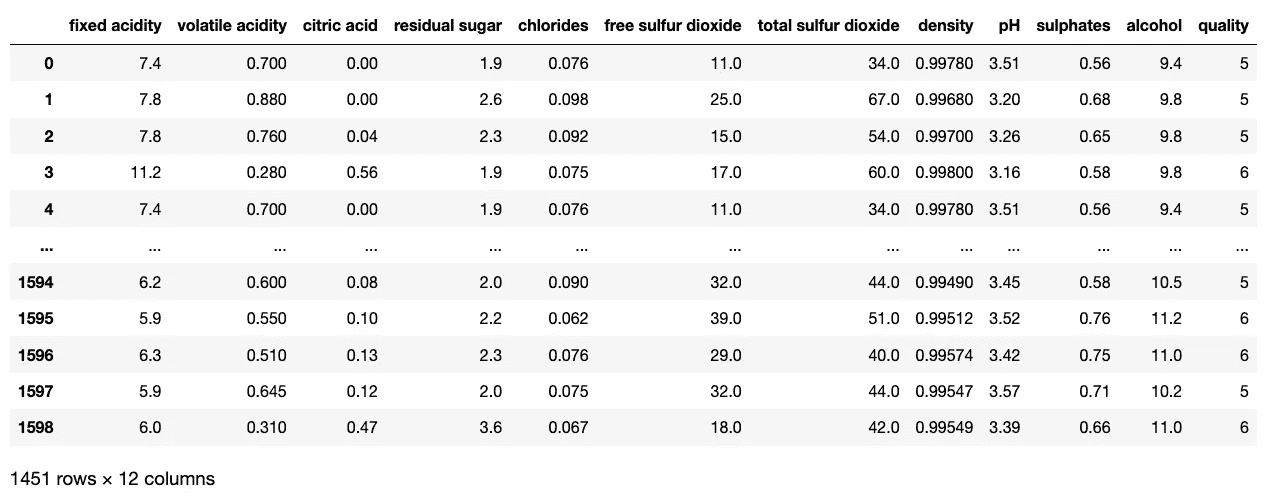 fixed acidity volatile acidity citric acid residual sugar chlorides free sulfur dioxide total sulfur dioxide density pH sulphates alcohol quality
0 7.4 0.700 0.00 1.9 0.076 11.0 34.0 0.99780 3.51 0.56 9.4 5
1 7.8 0.880 0.00 2.6 0.098 25.0 67.0 0.99680 3.20 0.68 9.8 5
2 7.8 0.760 0.04 2.3 0.092 15.0 54.0 0.99700 3.26 0.65 9.8 5
3 11.2 0.280 0.56 1.9 0.075 17.0 60.0 0.99800 3.16 0.58 9.8 6
4 7.4 0.700 0.00 1.9 0.076 11.0 34.0 0.99780 3.51 0.56 9.4 5
... ... ... ... ... ... ... ... ... ... ... ... ...
1594 6.2 0.600 0.08 2.0 0.090 32.0 44.0 0.99490 3.45 0.58 10.5 5
1595 5.9 0.550 0.10 2.2 0.062 39.0 51.0 0.99512 3.52 0.76 11.2 6
1596 6.3 0.510 0.13 2.3 0.076 29.0 40.0 0.99574 3.42 0.75 11.0 6
1597 5.9 0.645 0.12 2.0 0.075 32.0 44.0 0.99547 3.57 0.71 10.2 5
1598 6.0 0.310 0.47 3.6 0.067 18.0 42.0 0.99549 3.39 0.66 11.0 6
1451 rows × 12 columns